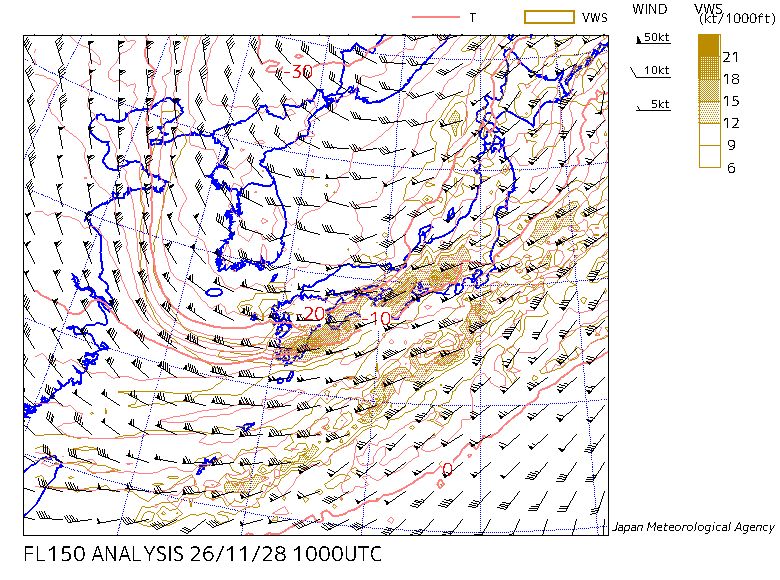 T
VWS
WIND
50kt
10kt
5kt
VWS
(kt/1000ft)
21
18
15
12
9
6
-30
-20
-10
0
Japan Meteorological Agency
FL150 ANALYSIS 26/11/28 1000UTC